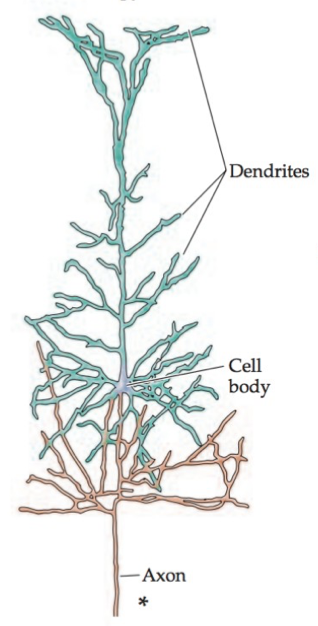 Dendrites
Cell
body
Axon
*